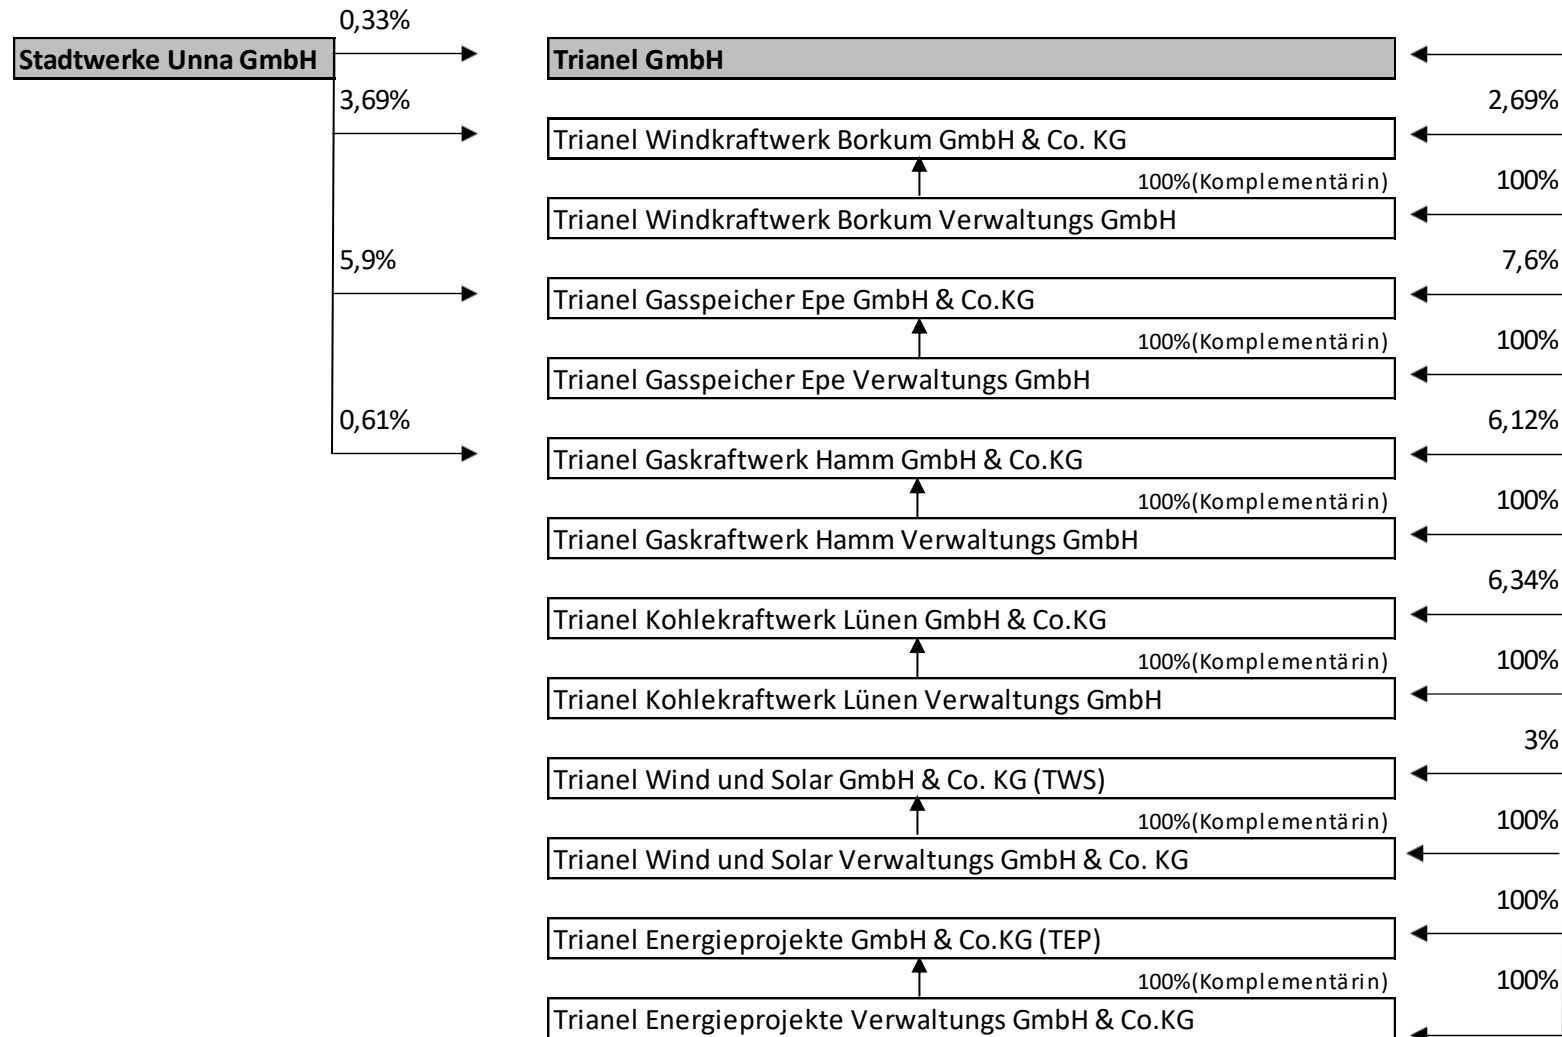 0,33%
Stadtwerke Unna GmbH
Trianel GmbH
3,69%
2,69%
Trianel Windkraftwerk Borkum GmbH & Co. KG
100%(Komplementärin)
100%
Trianel Windkraftwerk Borkum Verwaltungs GmbH
5,9%
7,6%
Trianel Gasspeicher Epe GmbH & Co.KG
100%(Komplementärin)
100%
Trianel Gasspeicher Epe Verwaltungs GmbH
0,61%
6,12%
Trianel Gaskraftwerk Hamm GmbH & Co.KG
100%(Komplementärin)
100%
Trianel Gaskraftwerk Hamm Verwaltungs GmbH
6,34%
Trianel Kohlekraftwerk Lünen GmbH & Co.KG
100%(Komplementärin)
100%
Trianel Kohlekraftwerk Lünen Verwaltungs GmbH
3%
Trianel Wind und Solar GmbH & Co. KG (TWS)
100%(Komplementärin)
100%
Trianel Wind und Solar Verwaltungs GmbH & Co. KG
100%
Trianel Energieprojekte GmbH & Co.KG (TEP)
100%(Komplementärin)
100%
Trianel Energieprojekte Verwaltungs GmbH & Co.KG